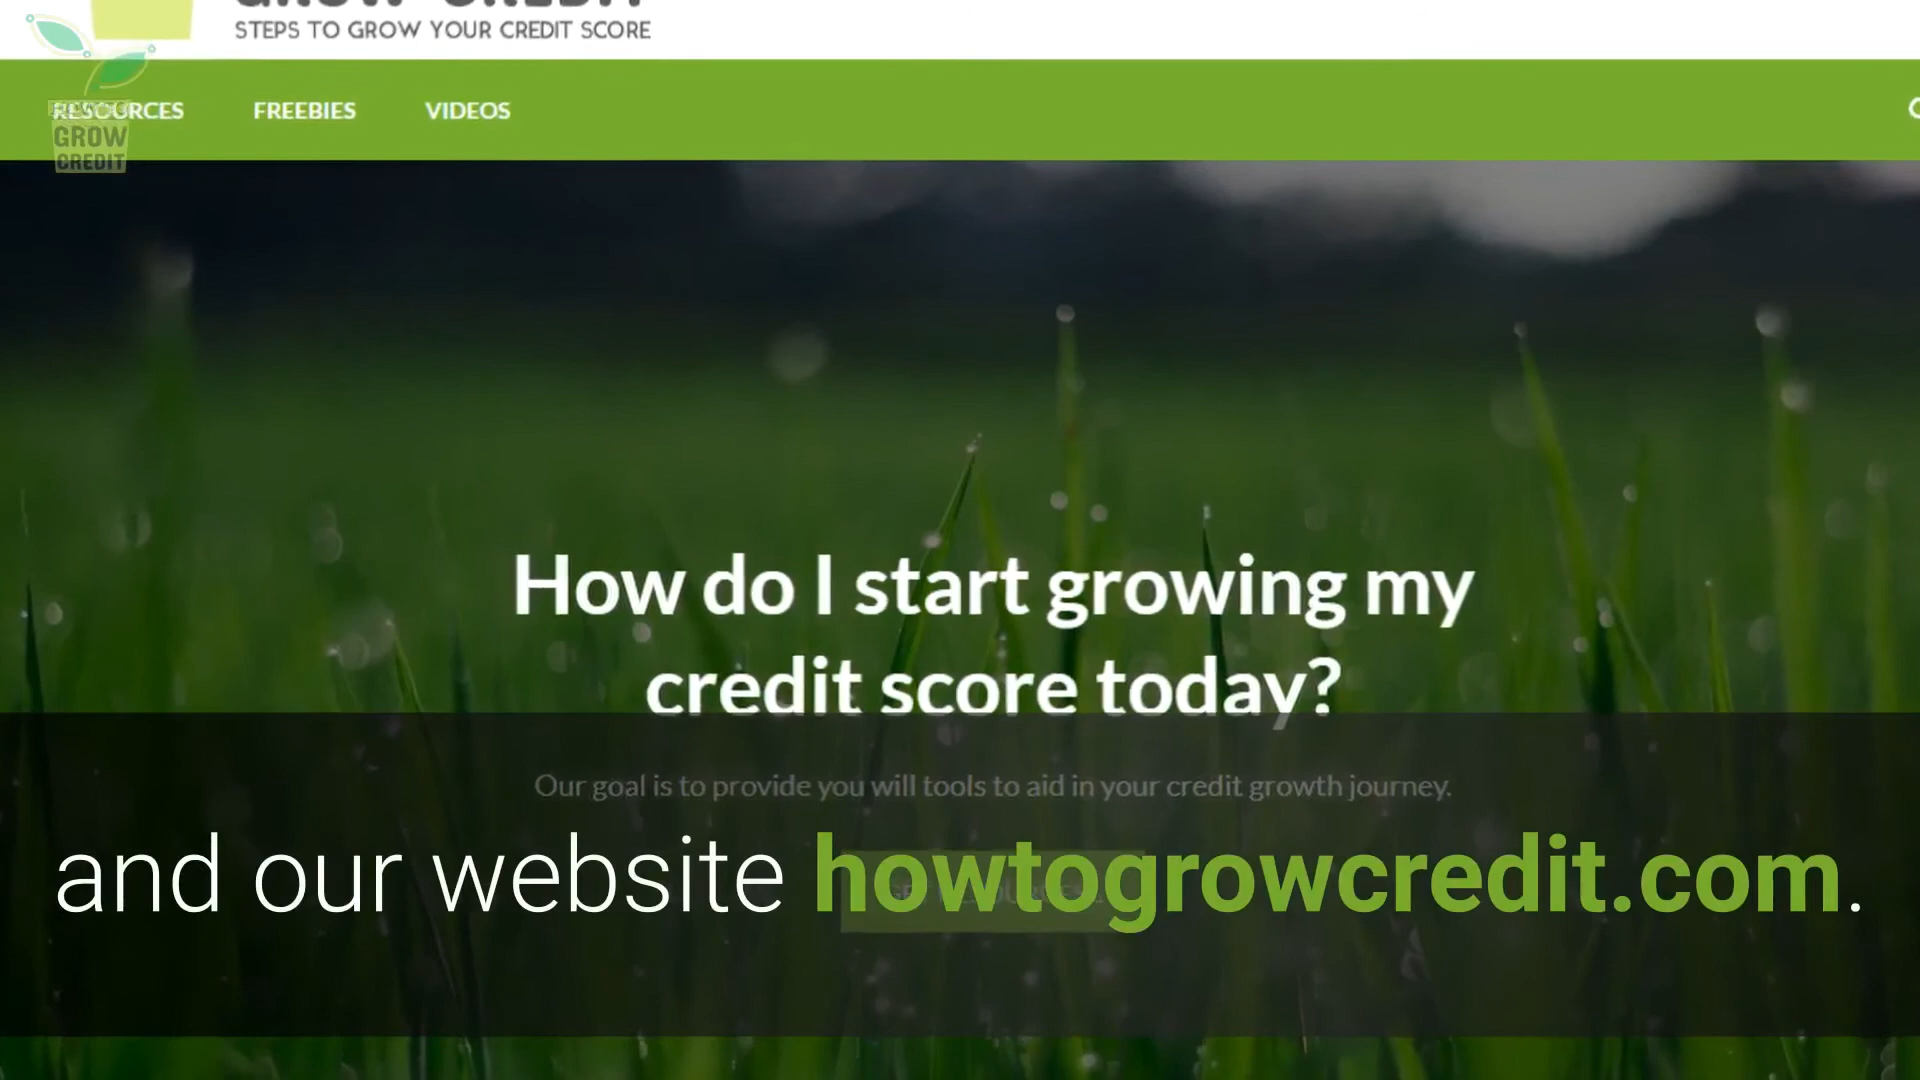 GROW CREDIT
STEPS TO GROW YOUR CREDIT SCORE
RESOURCES FREEBIES VIDEOS
GROW
CREDIT
How do I start growing my
credit score today?
Our goal is to provide you will tools to aid in your credit growth journey.
and our website howtogrowcredit.com.